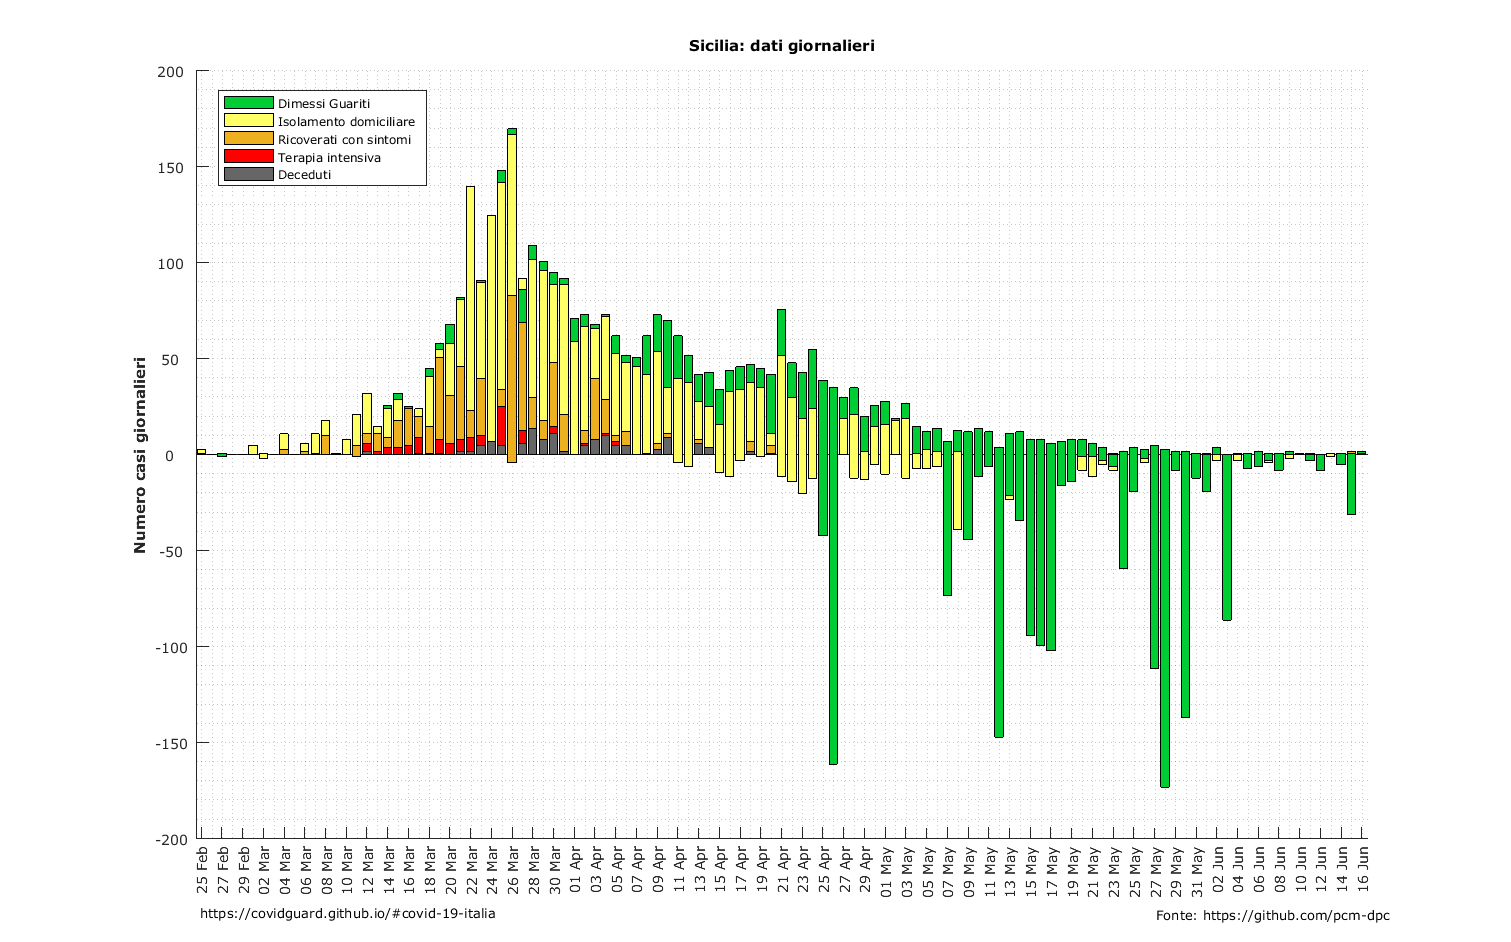 Sicilia: dati giornalieri
Numero casi giornalieri
200
150
100
50
0
-50
-100
-150
-200
Dimessi Guariti
Isolamento domiciliare
Ricoverati con sintomi
Terapia intensiva
Deceduti
25 Feb
27 Feb
29 Feb
02 Mar
04 Mar
06 Mar
08 Mar
10 Mar
12 Mar
14 Mar
16 Mar
18 Mar
20 Mar
22 Mar
24 Mar
26 Mar
28 Mar
30 Mar
01 Apr
03 Apr
05 Apr
07 Apr
09 Apr
11 Apr
13 Apr
15 Apr
17 Apr
19 Apr
21 Apr
23 Apr
25 Apr
27 Apr
29 Apr
01 May
03 May
05 May
07 May
09 May
11 May
13 May
15 May
17 May
19 May
21 May
23 May
25 May
27 May
29 May
31 May
02 Jun
04 Jun
06 Jun
08 Jun
10 Jun
12 Jun
14 Jun
16 Jun
https://covidguard.github.io/#covid-19-italia
Fonte: https://github.com/pcm-dpc